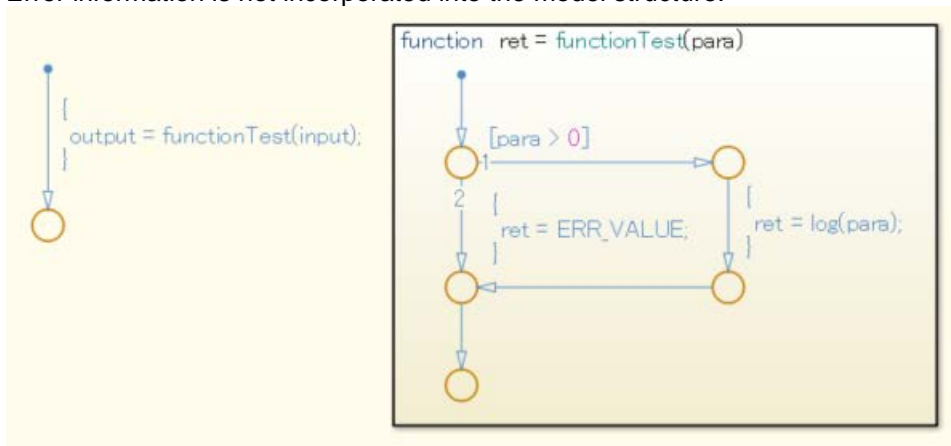 Error information is not incorporated into the model structure.
function ret = functionTest(para)
{
output = functionTest(input);
}
[para > 0]
1
2
{
ret = ERR_VALUE;
}
{
ret = log(para);
}